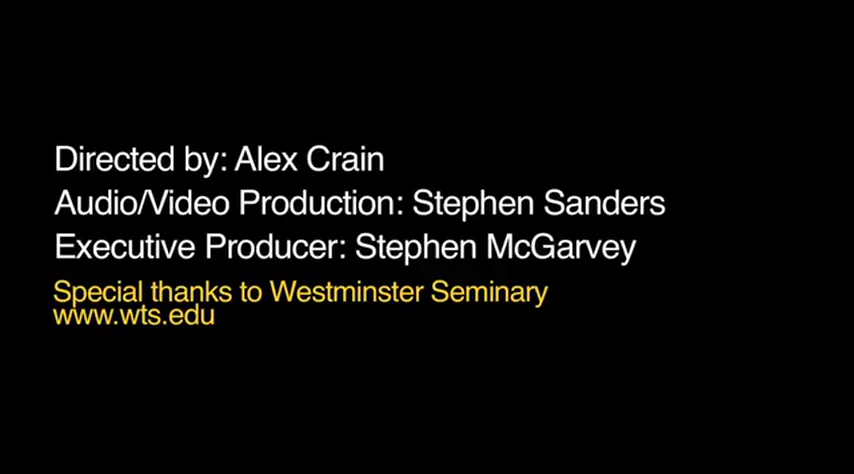 Directed by: Alex Crain
Audio/Video Production: Stephen Sanders
Executive Producer: Stephen McGarvey
Special thanks to Westminster Seminary
www.wts.edu